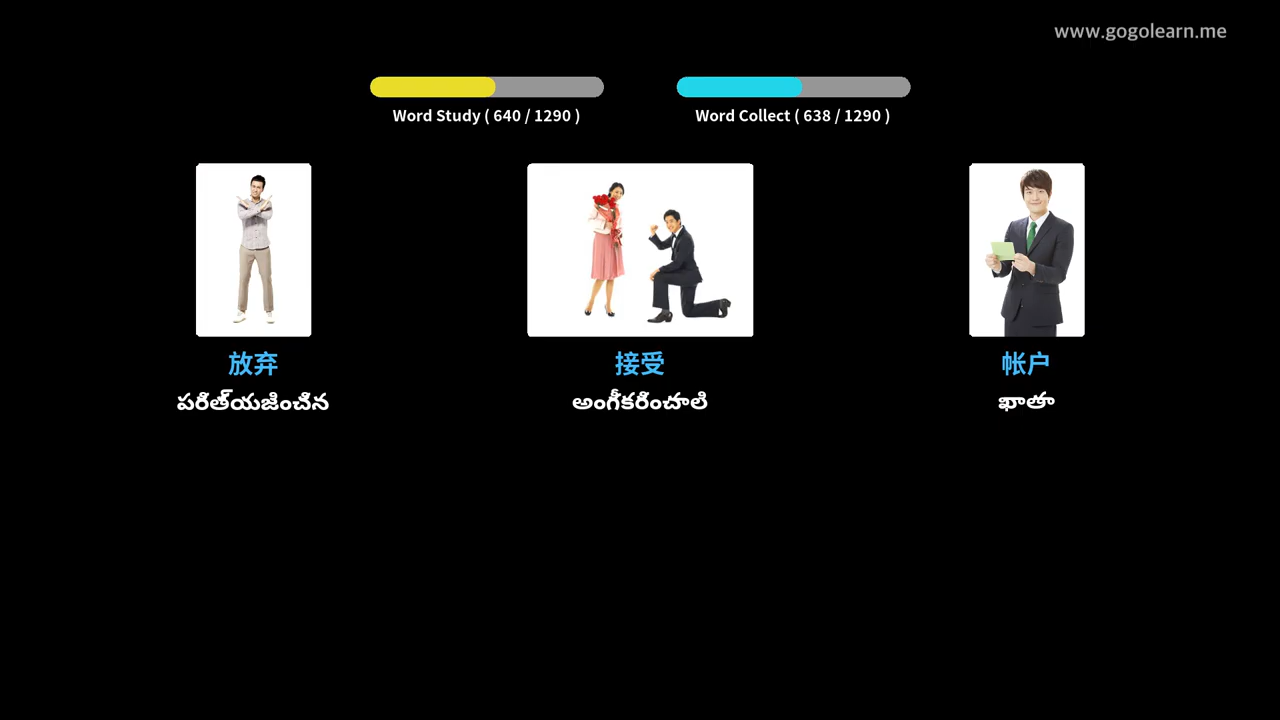 www.gogolearn.me
Word Study ( 640 / 1290 )
Word Collect ( 638 / 1290 )
放弃
接受
帐户
పరిత్యజించిన
అంగీకరించాలి
ఖాతా